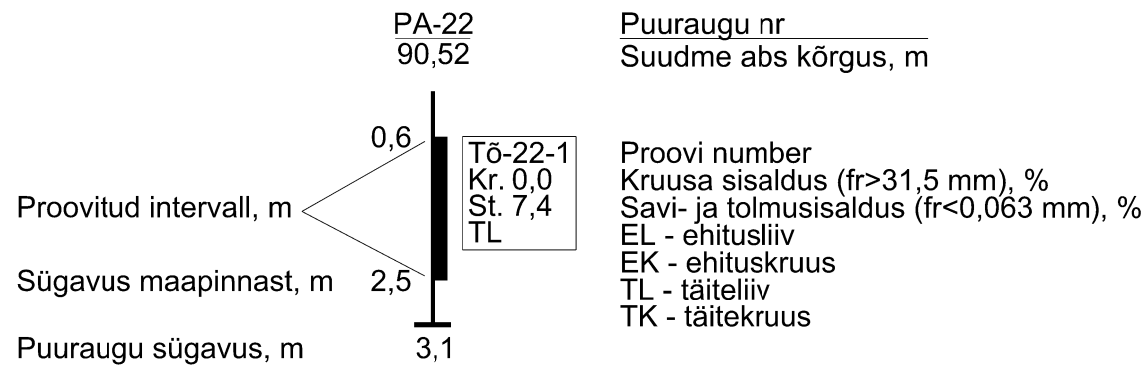 PA-22
90,52
Puuraugu nr
Suudme abs kõrgus, m
0,6
Tõ-22-1
Kr. 0,0
St. 7,4
TL
Proovi number
Kruusa sisaldus (fr>31,5 mm), %
Savi- ja tolmusisaldus (fr<0,063 mm), %
EL - ehitusliiv
EK - ehituskruus
TL - täiteliiv
TK - täitekruus
Proovitud intervall, m
Sügavus maapinnast, m
2,5
Puuraugu sügavus, m
3,1